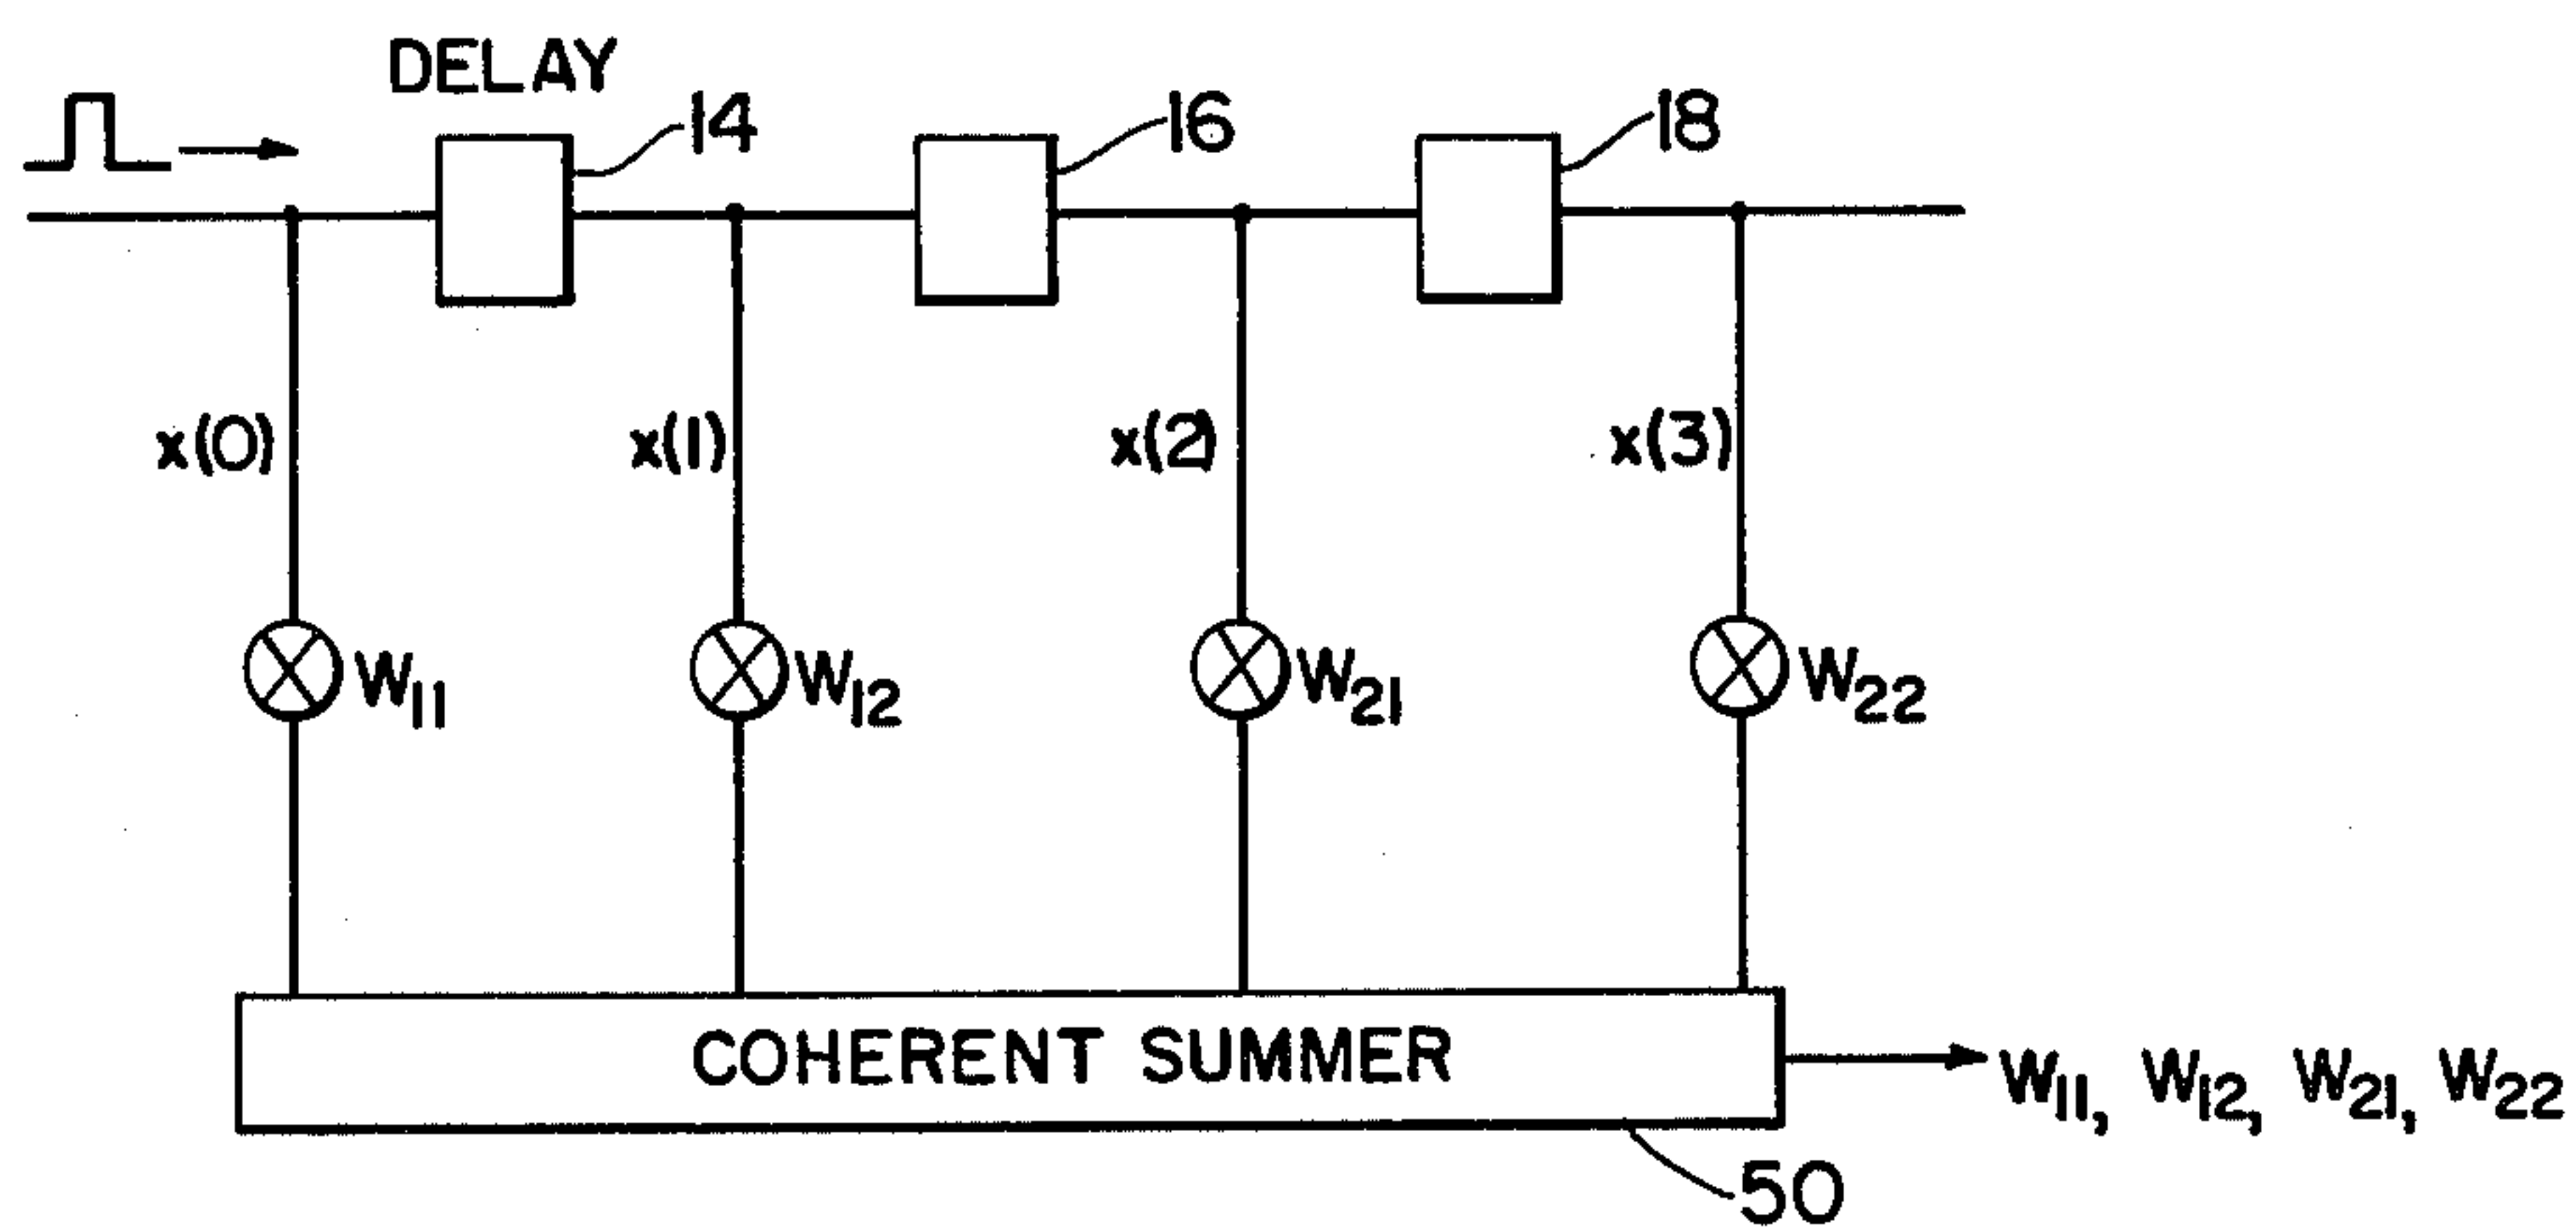 DELAY
14
16
18
x(0)
x(1)
x(2)
x(3)
W11
W12
W21
W22
COHERENT SUMMER
W11, W12, W21, W22
50